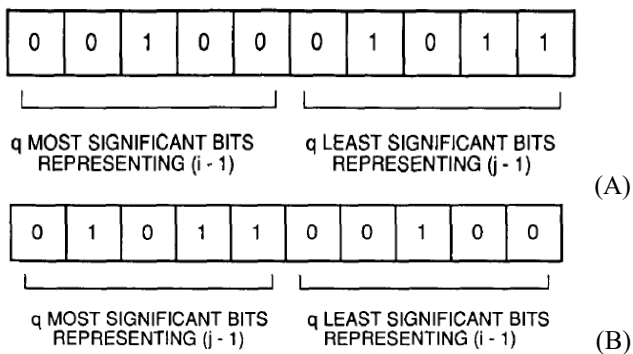 0 0 1 0 0 0 1 0 1 1
q MOST SIGNIFICANT BITS REPRESENTING (i - 1)
q LEAST SIGNIFICANT BITS REPRESENTING (j - 1)
(A)
0 1 0 1 1 0 0 1 0 0
q MOST SIGNIFICANT BITS REPRESENTING (j - 1)
q LEAST SIGNIFICANT BITS REPRESENTING (i - 1)
(B)